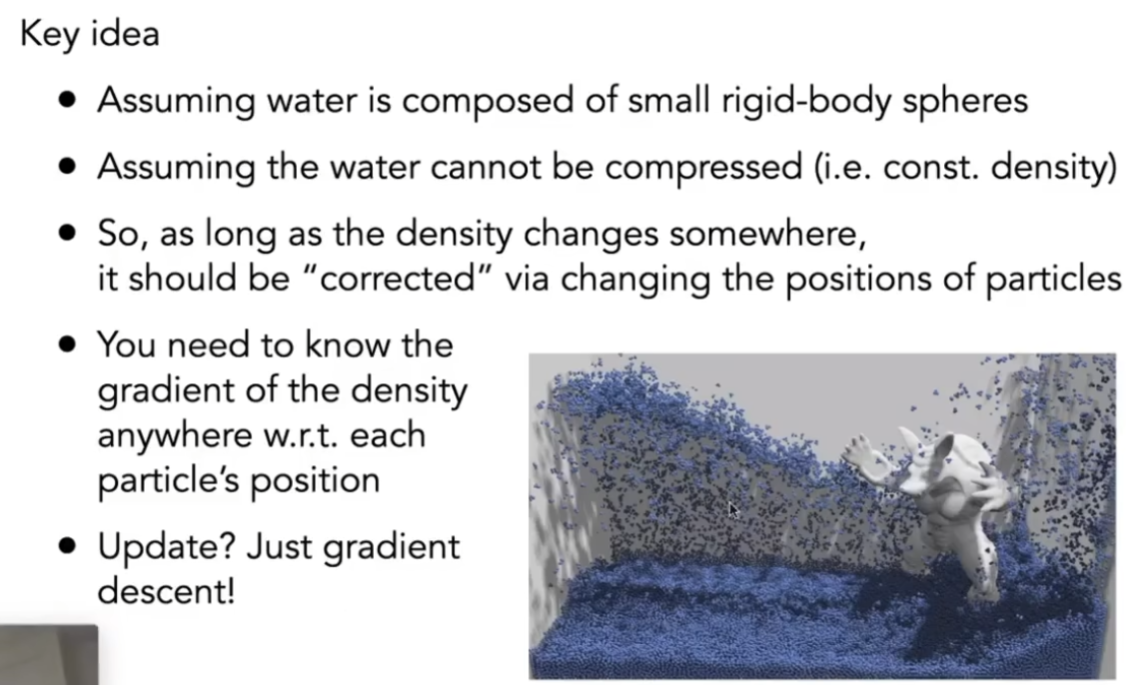 Key idea
• Assuming water is composed of small rigid-body spheres
• Assuming the water cannot be compressed (i.e. const. density)
• So, as long as the density changes somewhere,
it should be “corrected” via changing the positions of particles
• You need to know the
gradient of the density
anywhere w.r.t. each
particle’s position
• Update? Just gradient
descent!